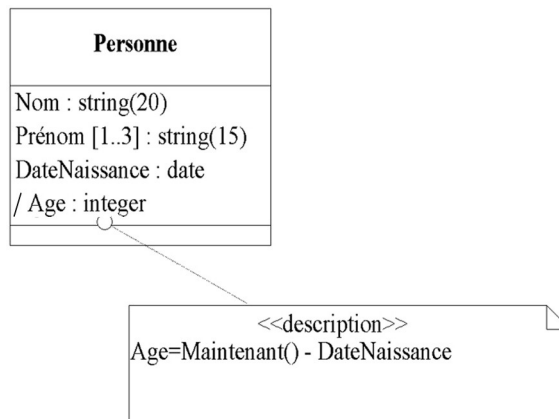 Personne
Nom : string(20)
Prénom [1..3] : string(15)
DateNaissance : date
/ Age : integer
<<description>>
Age=Maintenant() - DateNaissance